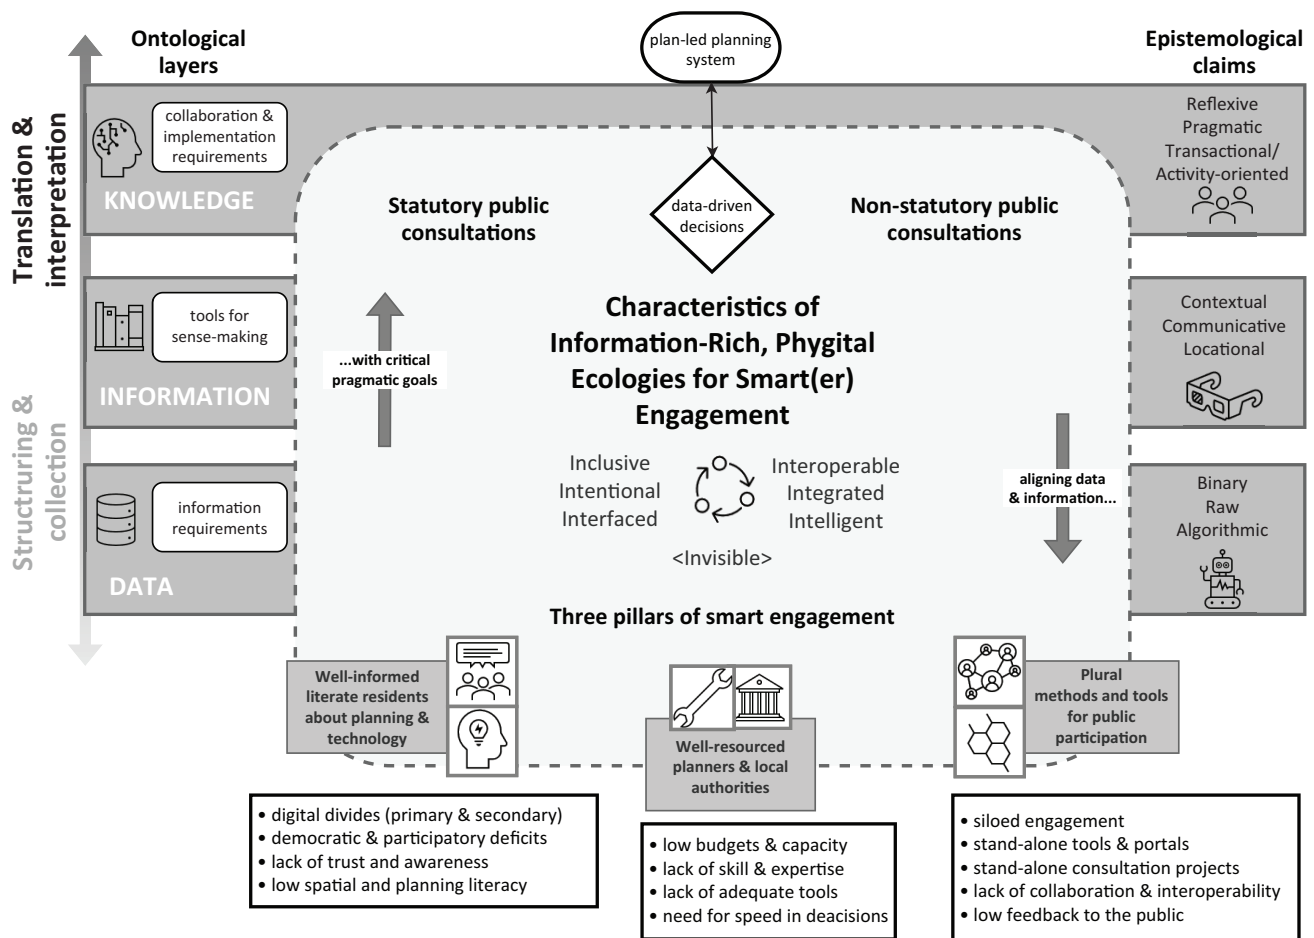 Ontological
layers
plan-led planning
system
Epistemological
claims
Translation &
interpretation
Structruring &
collection
collaboration &
implementation
requirements
KNOWLEDGE
tools for
sense-making
INFORMATION
information
requirements
DATA
Statutory public
consultations
data-driven
decisions
Non-statutory public
consultations
...with critical
pragmatic goals
Characteristics of
Information-Rich, Phygital
Ecologies for Smart(er)
Engagement
Inclusive
Intentional
Interfaced
Interoperable
Integrated
Intelligent
<Invisible>
aligning data
& information...
Reflexive
Pragmatic
Transactional/
Activity-oriented
Contextual
Communicative
Locational
Binary
Raw
Algorithmic
Three pillars of smart engagement
Well-informed
literate residents
about planning &
technology
Well-resourced
planners & local
authorities
Plural
methods and tools
for public
participation
• digital divides (primary & secondary)
• democratic & participatory deficits
• lack of trust and awareness
• low spatial and planning literacy
• low budgets & capacity
• lack of skill & expertise
• lack of adequate tools
• need for speed in deacisions
• siloed engagement
• stand-alone tools & portals
• stand-alone consultation projects
• lack of collaboration & interoperability
• low feedback to the public